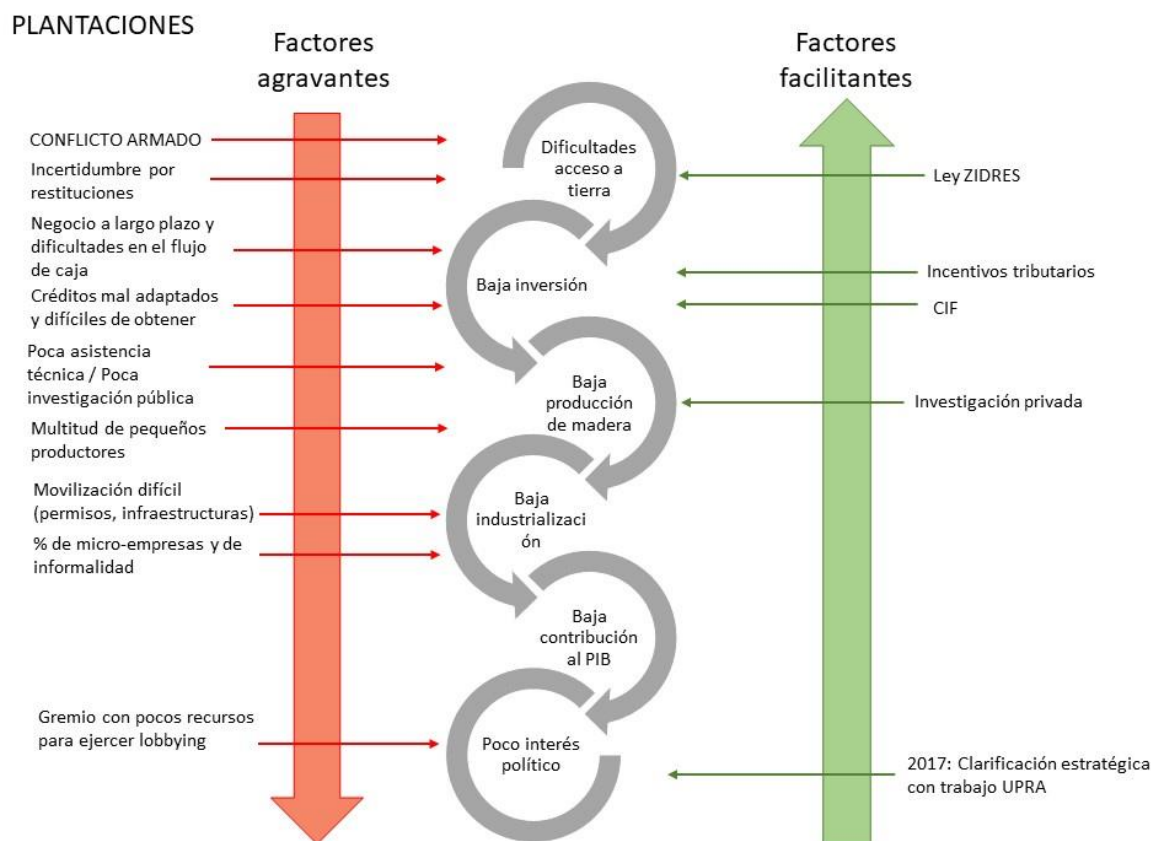 PLANTACIONES
Factores
agravantes
Factores
facilitantes
CONFLICTO ARMADO
Incertidumbre por
restituciones
Negocio a largo plazo y
dificultades en el flujo
de caja
Créditos mal adaptados
y difíciles de obtener
Poca asistencia
técnica / Poca
investigación pública
Multitud de pequeños
productores
Movilización difícil
(permisos, infraestructuras)
% de micro-empresas y de
informalidad
Gremio con pocos recursos
para ejercer lobbying
Dificultades
acceso a
tierra
Baja inversión
Baja
producción
de madera
Baja
industrializaci
ón
Baja
contribución
al PIB
Poco interés
político
Ley ZIDRES
Incentivos tributarios
CIF
Investigación privada
2017: Clarificación estratégica
con trabajo UPRA